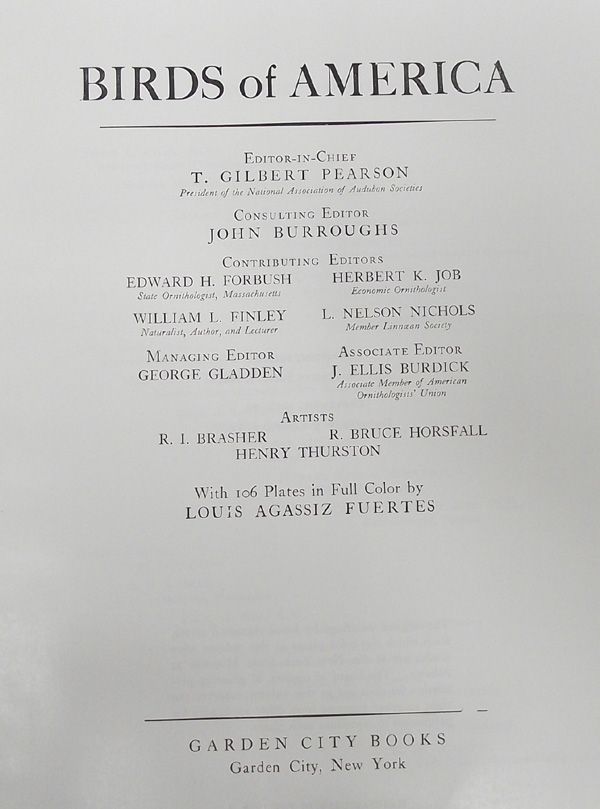 BIRDS of AMERICA
EDITOR-IN-CHIEF
T. GILBERT PEARSON
President of the National Association of Audubon Societies
CONSULTING EDITOR
JOHN BURROUGHS
CONTRIBUTING EDITORS
EDWARD H. FORBUSH
State Ornithologist, Massachusetts
HERBERT K. JOB
Economic Ornithologist
WILLIAM L. FINLEY
Naturalist, Author, and Lecturer
L. NELSON NICHOLS
Member Linnæan Society
MANAGING EDITOR
GEORGE GLADDEN
ASSOCIATE EDITOR
J. ELLIS BURDICK
Associate Member of American
Ornithologists' Union
ARTISTS
R. I. BRASHER
R. BRUCE HORSFALL
HENRY THURSTON
With 106 Plates in Full Color by
LOUIS AGASSIZ FUERTES
GARDEN CITY BOOKS
Garden City, New York